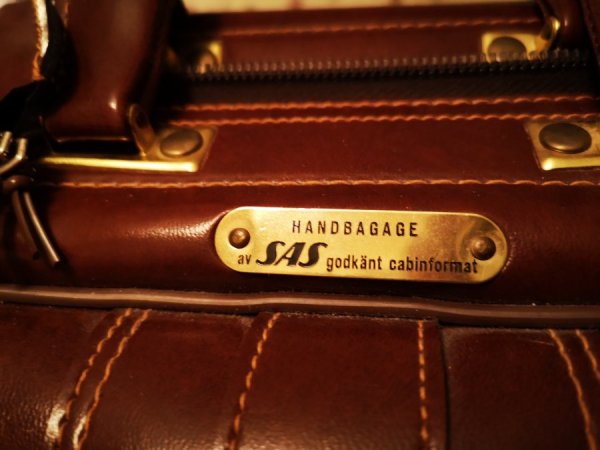 HANDBAGAGE
av SAS godkänt cabinformat